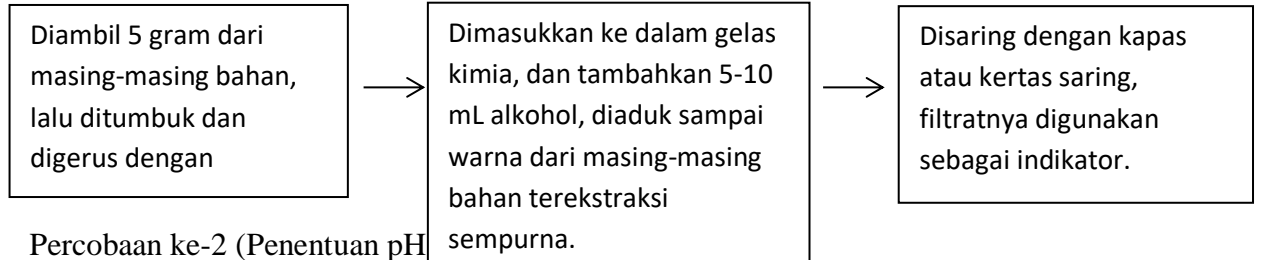 Diambil 5 gram dari
masing-masing bahan,
lalu ditumbuk dan
digerus dengan
Dimasukkan ke dalam gelas
kimia, dan tambahkan 5-10
mL alkohol, diaduk sampai
warna dari masing-masing
bahan terekstraksi
sempurna.
Disaring dengan kapas
atau kertas saring,
filtratnya digunakan
sebagai indikator.
Percobaan ke-2 (Penentuan pH